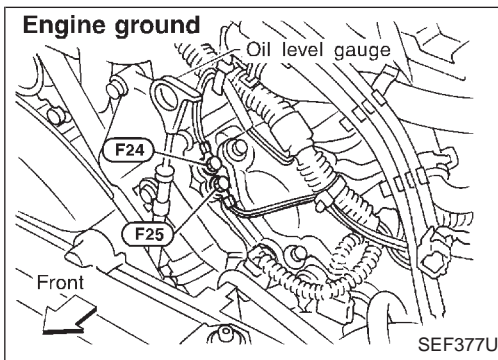 Engine ground
Oil level gauge
F24
F25
Front
SEF377U